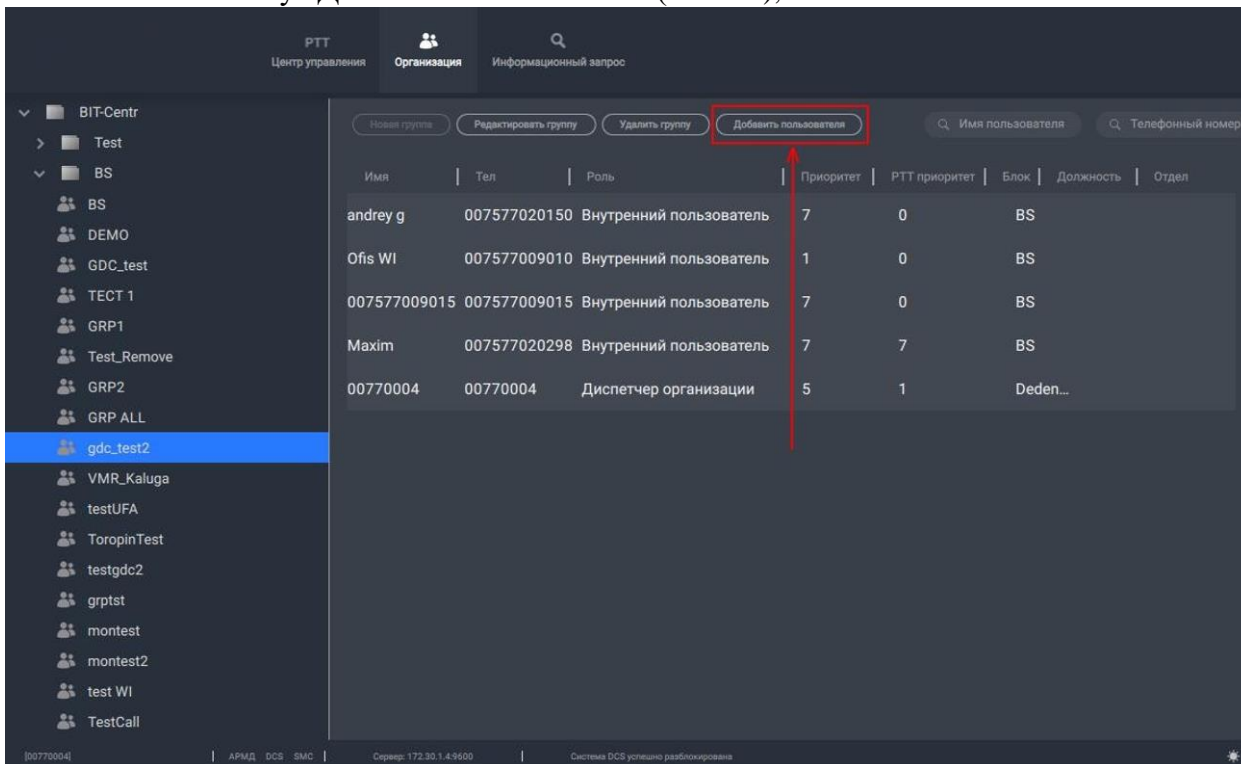 PTT
Центр управления
Организация
Информационный запрос
BIT-Centr
Test
BS
BS
DEMO
GDC_test
ТЕСТ 1
GRP1
Test_Remove
GRP2
GRP ALL
gdc_test2
VMR_Kaluga
testUFA
ToropinTest
testgdc2
grptst
montest
montest2
test WI
TestCall
Новая группа Редактировать группу Удалить группу Добавить пользователя Имя пользователя Телефонный номер
Имя Тел Роль Приоритет PTT приоритет Блок Должность Отдел
andrey g 007577020150 Внутренний пользователь 7 0 BS
Ofis WI 007577009010 Внутренний пользователь 1 0 BS
007577009015 007577009015 Внутренний пользователь 7 0 BS
Maxim 007577020298 Внутренний пользователь 7 7 BS
00770004 00770004 Диспетчер организации 5 1 Deden...
[00770004] АРМД DCS SMC Сервер: 172.30.1.4:9600 Система DCS успешно разблокирована